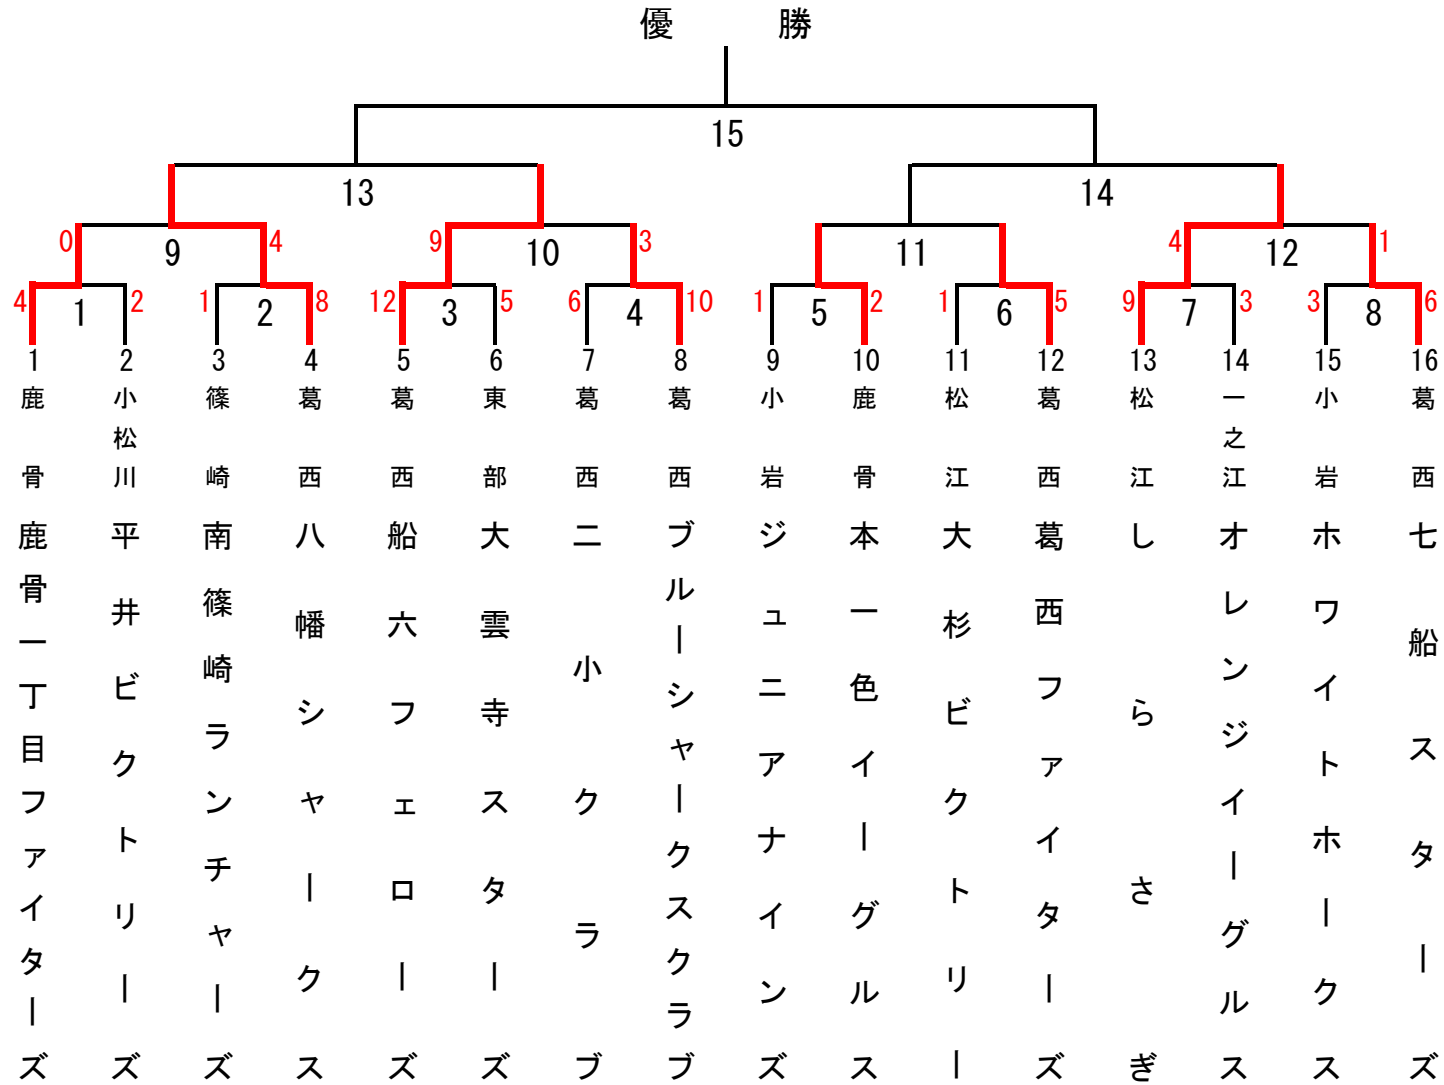 優 勝
15
13
14
0
9
4
9
10
3
11
4
12
1
4
1
2
1
2
8
12
3
5
6
4
10
1
5
2
1
6
5
9
7
3
3
8
6
1
2
3
4
5
6
7
8
9
10
11
12
13
14
15
16
鹿骨
小松川
篠崎
葛西
葛西
東部
葛西
葛西
小岩
鹿骨
松江
葛西
松江
一之江
小岩
葛西
鹿骨一丁目ファイターズ
平井ビクトリーズ
南篠崎ランチャーズ
八幡シャークス
船六フェローズ
大雲寺スターズ
二小クラブ
ブルーシャークスクラブ
ジュニアナインズ
本一色イーグルス
大杉ビクトリー
葛西ファイターズ
しらさぎ
オレンジイーグルス
ホワイトホークス
七船スターズ